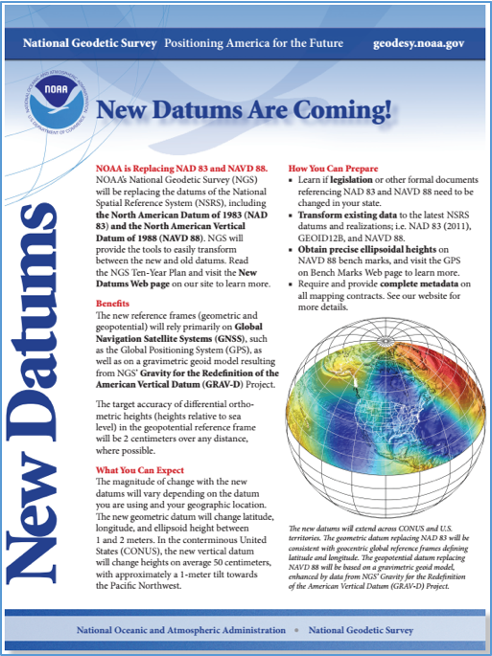 National Geodetic Survey Positioning America for the Future geodesy.noaa.gov
NOAA
New Datums Are Coming!
New Datums
NOAA is Replacing NAD 83 and NAVD 88.
NOAA's National Geodetic Survey (NGS)
will be replacing the datums of the National
Spatial Reference System (NSRS), including
the North American Datum of 1983 (NAD
83) and the North American Vertical
Datum of 1988 (NAVD 88). NGS will
provide the tools to easily transform
between the new and old datums. Read
the NGS Ten-Year Plan and visit the New
Datums Web page on our site to learn more.
Benefits
The new reference frames (geometric and
geopotential) will rely primarily on Global
Navigation Satellite Systems (GNSS), such
as the Global Positioning System (GPS), as
well as on a gravimetric geoid model resulting
from NGS' Gravity for the Redefinition of the
American Vertical Datum (GRAV-D) Project.
The target accuracy of differential ortho-
metric heights (heights relative to sea
level) in the geopotential reference frame
will be 2 centimeters over any distance,
where possible.
What You Can Expect
The magnitude of change with the new
datums will vary depending on the datum
you are using and your geographic location.
The new geometric datum will change latitude,
longitude, and ellipsoid height between
1 and 2 meters. In the conterminous United
States (CONUS), the new vertical datum
will change heights on average 50 centimeters,
with approximately a 1-meter tilt towards
the Pacific Northwest.
How You Can Prepare
▪ Learn if legislation or other formal documents
referencing NAD 83 and NAVD 88 need to be
changed in your state.
▪ Transform existing data to the latest NSRS
datums and realizations; i.e. NAD 83 (2011),
GEOID12B, and NAVD 88.
▪ Obtain precise ellipsoidal heights on
NAVD 88 bench marks, and visit the GPS
on Bench Marks Web page to learn more.
▪ Require and provide complete metadata on
all mapping contracts. See our website for
more details.
The new datums will extend across CONUS and U.S.
territories. The geometric datum replacing NAD 83 will be
consistent with geocentric global reference frames defining
latitude and longitude. The geopotential datum replacing
NAVD 88 will be based on a gravimetric geoid model,
enhanced by data from NGS' Gravity for the Redefinition
of the American Vertical Datum (GRAV-D) Project.
National Oceanic and Atmospheric Administration • National Geodetic Survey